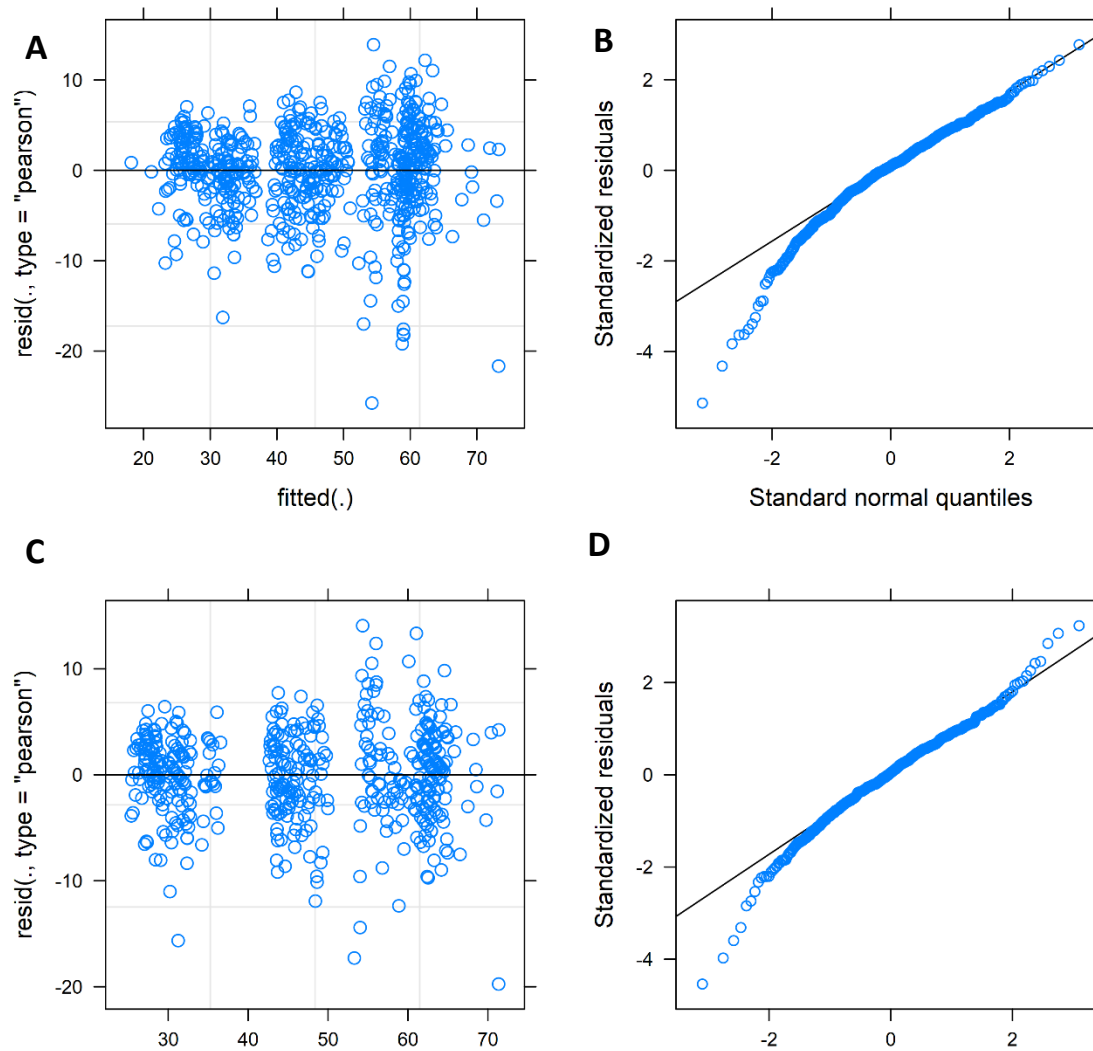 A
B
resid(., type = "pearson")
10
0
-10
-20
20 30 40 50 60 70
fitted(.)
Standardized residuals
2
0
-2
-4
-2 0 2
Standard normal quantiles
C
D
resid(., type = "pearson")
10
0
-10
-20
30 40 50 60 70
Standardized residuals
2
0
-2
-4
-2 0 2